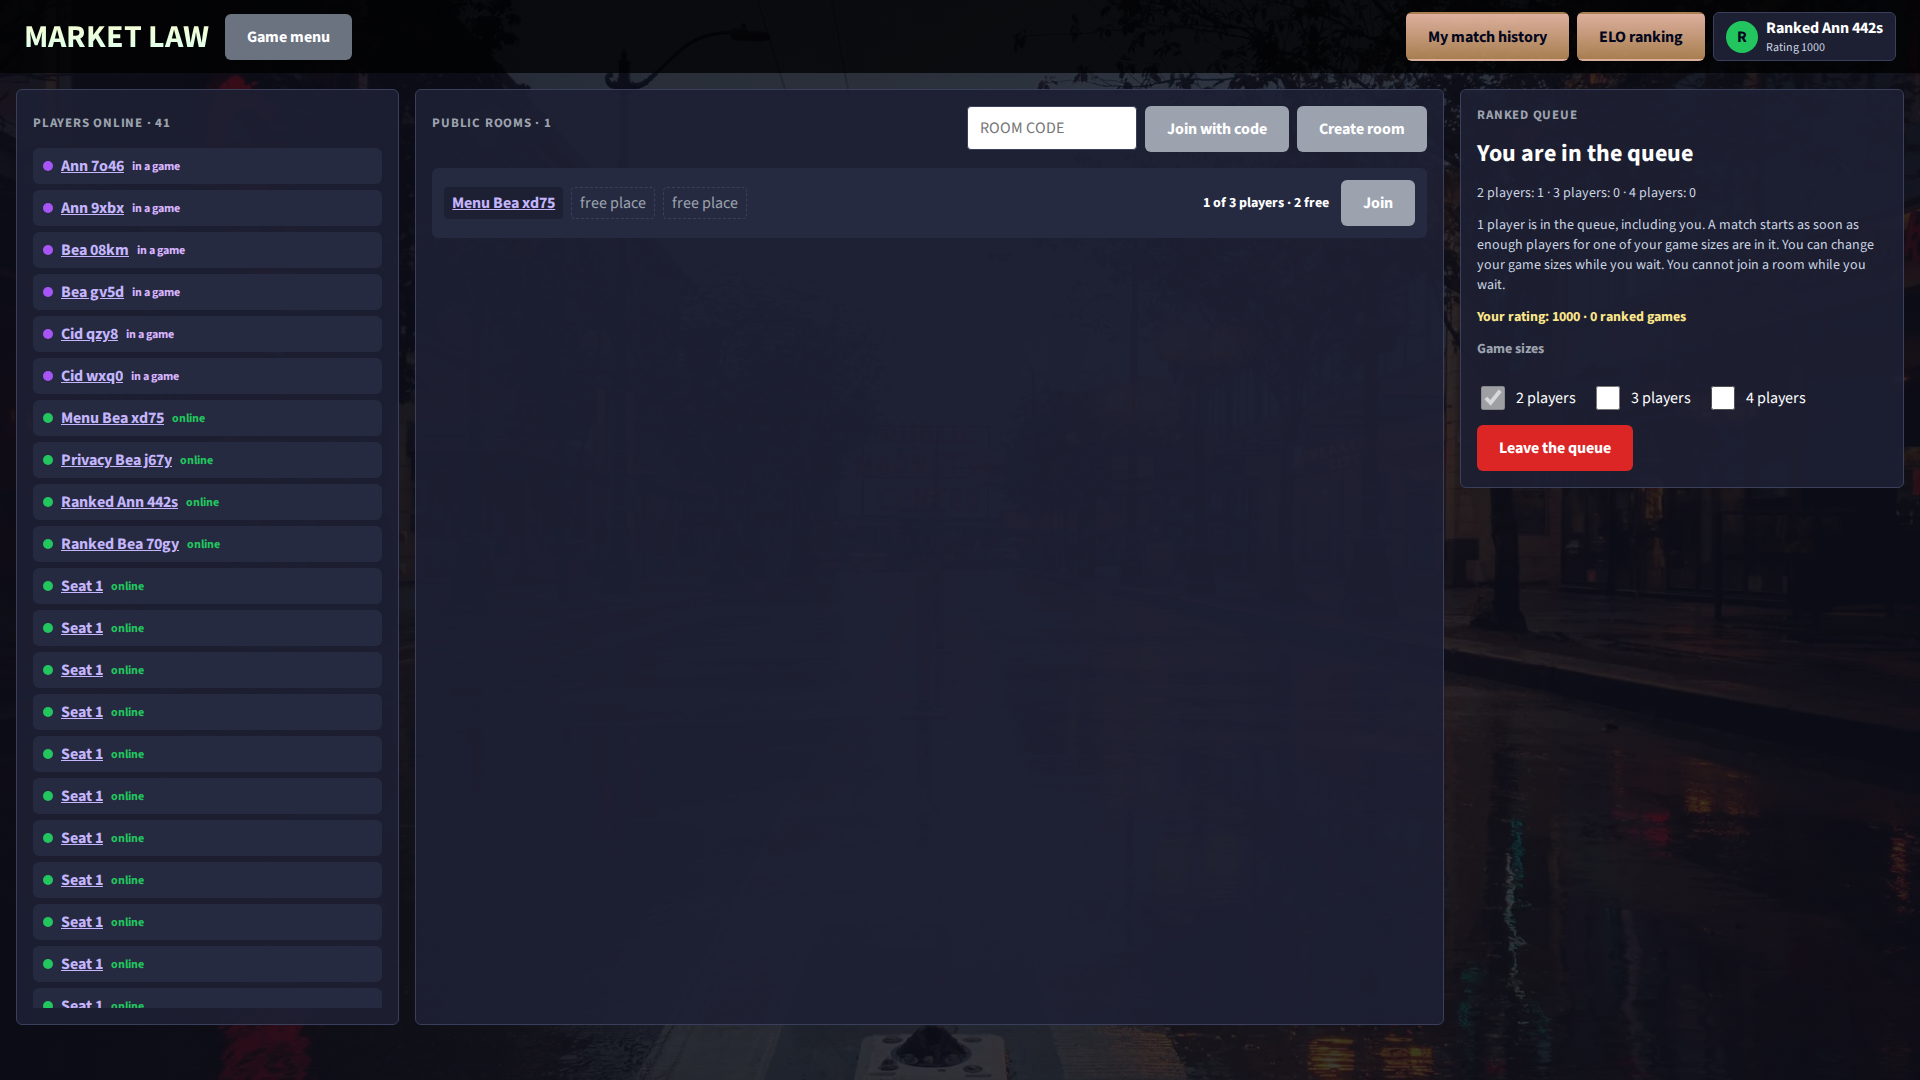 MARKET LAW
Game menu
My match history
ELO ranking
R
Ranked Ann 442s
Rating 1000
PLAYERS ONLINE · 41
Ann 7o46 in a game
Ann 9xbx in a game
Bea 08km in a game
Bea gv5d in a game
Cid qzy8 in a game
Cid wxq0 in a game
Menu Bea xd75 online
Privacy Bea j67y online
Ranked Ann 442s online
Ranked Bea 70gy online
Seat 1 online
Seat 1 online
Seat 1 online
Seat 1 online
Seat 1 online
Seat 1 online
Seat 1 online
Seat 1 online
Seat 1 online
Seat 1 online
Seat 1 online
PUBLIC ROOMS · 1
ROOM CODE
Join with code
Create room
Menu Bea xd75 free place free place
1 of 3 players · 2 free
Join
RANKED QUEUE
You are in the queue
2 players: 1 · 3 players: 0 · 4 players: 0
1 player is in the queue, including you. A match starts as soon as
enough players for one of your game sizes are in it. You can change
your game sizes while you wait. You cannot join a room while you
wait.
Your rating: 1000 · 0 ranked games
Game sizes
2 players 3 players 4 players
Leave the queue